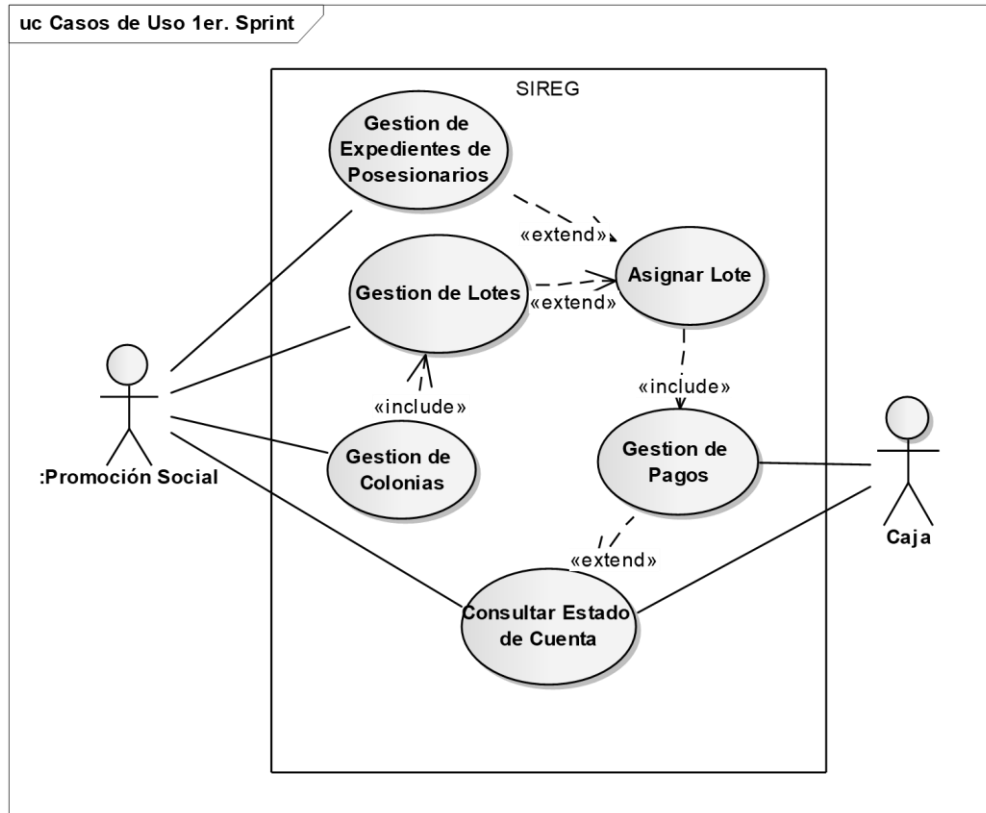 uc Casos de Uso 1er. Sprint
SIREG
Gestion de
Expedientes de
Posesionarios
«extend»
Asignar Lote
Gestion de Lotes
«extend»
«include»
«include»
Gestion de
Colonias
Gestion de
Pagos
:Promoción Social
Caja
«extend»
Consultar Estado
de Cuenta